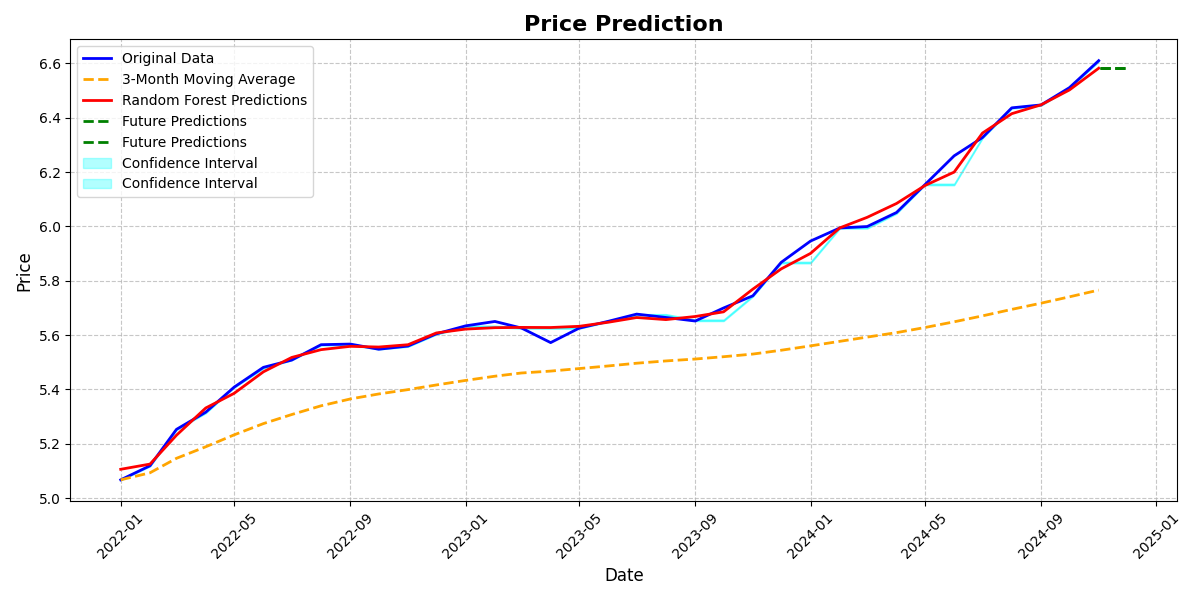 Price Prediction
Original Data
3-Month Moving Average
Random Forest Predictions
Future Predictions
Future Predictions
Confidence Interval
Confidence Interval
Price
6.6
6.4
6.2
6.0
5.8
5.6
5.4
5.2
5.0
2022-01
2022-05
2022-09
2023-01
2023-05
2023-09
2024-01
2024-05
2024-09
2025-01
Date